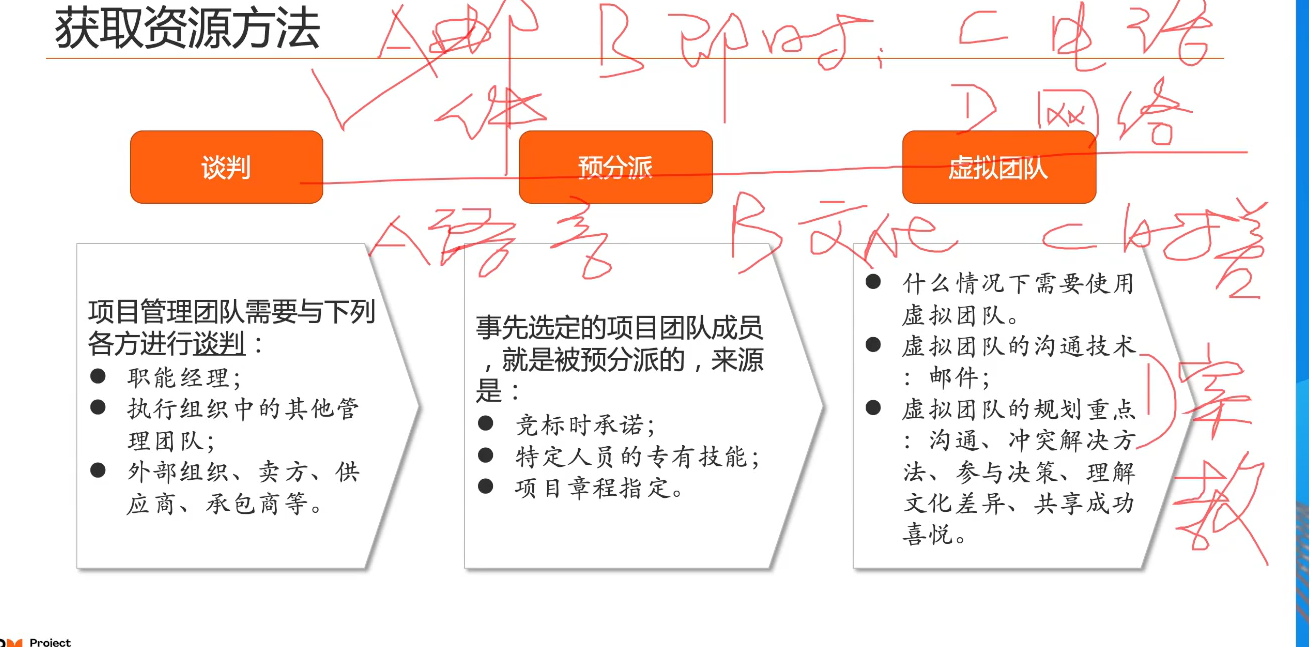 获取资源方法
A邮件 B即时; C电话
D网络
谈判
预分派
虚拟团队
A语言 B文化 C时差
D宗教
项目管理团队需要与下列
各方进行谈判：
● 职能经理；
● 执行组织中的其他管
理团队；
● 外部组织、卖方、供
应商、承包商等。
事先选定的项目团队成员
，就是被预分派的，来源
是：
● 竞标时承诺；
● 特定人员的专有技能；
● 项目章程指定。
● 什么情况下需要使用
虚拟团队。
● 虚拟团队的沟通技术
：邮件；
● 虚拟团队的规划重点
：沟通、冲突解决方
法、参与决策、理解
文化差异、共享成功
喜悦。
Project